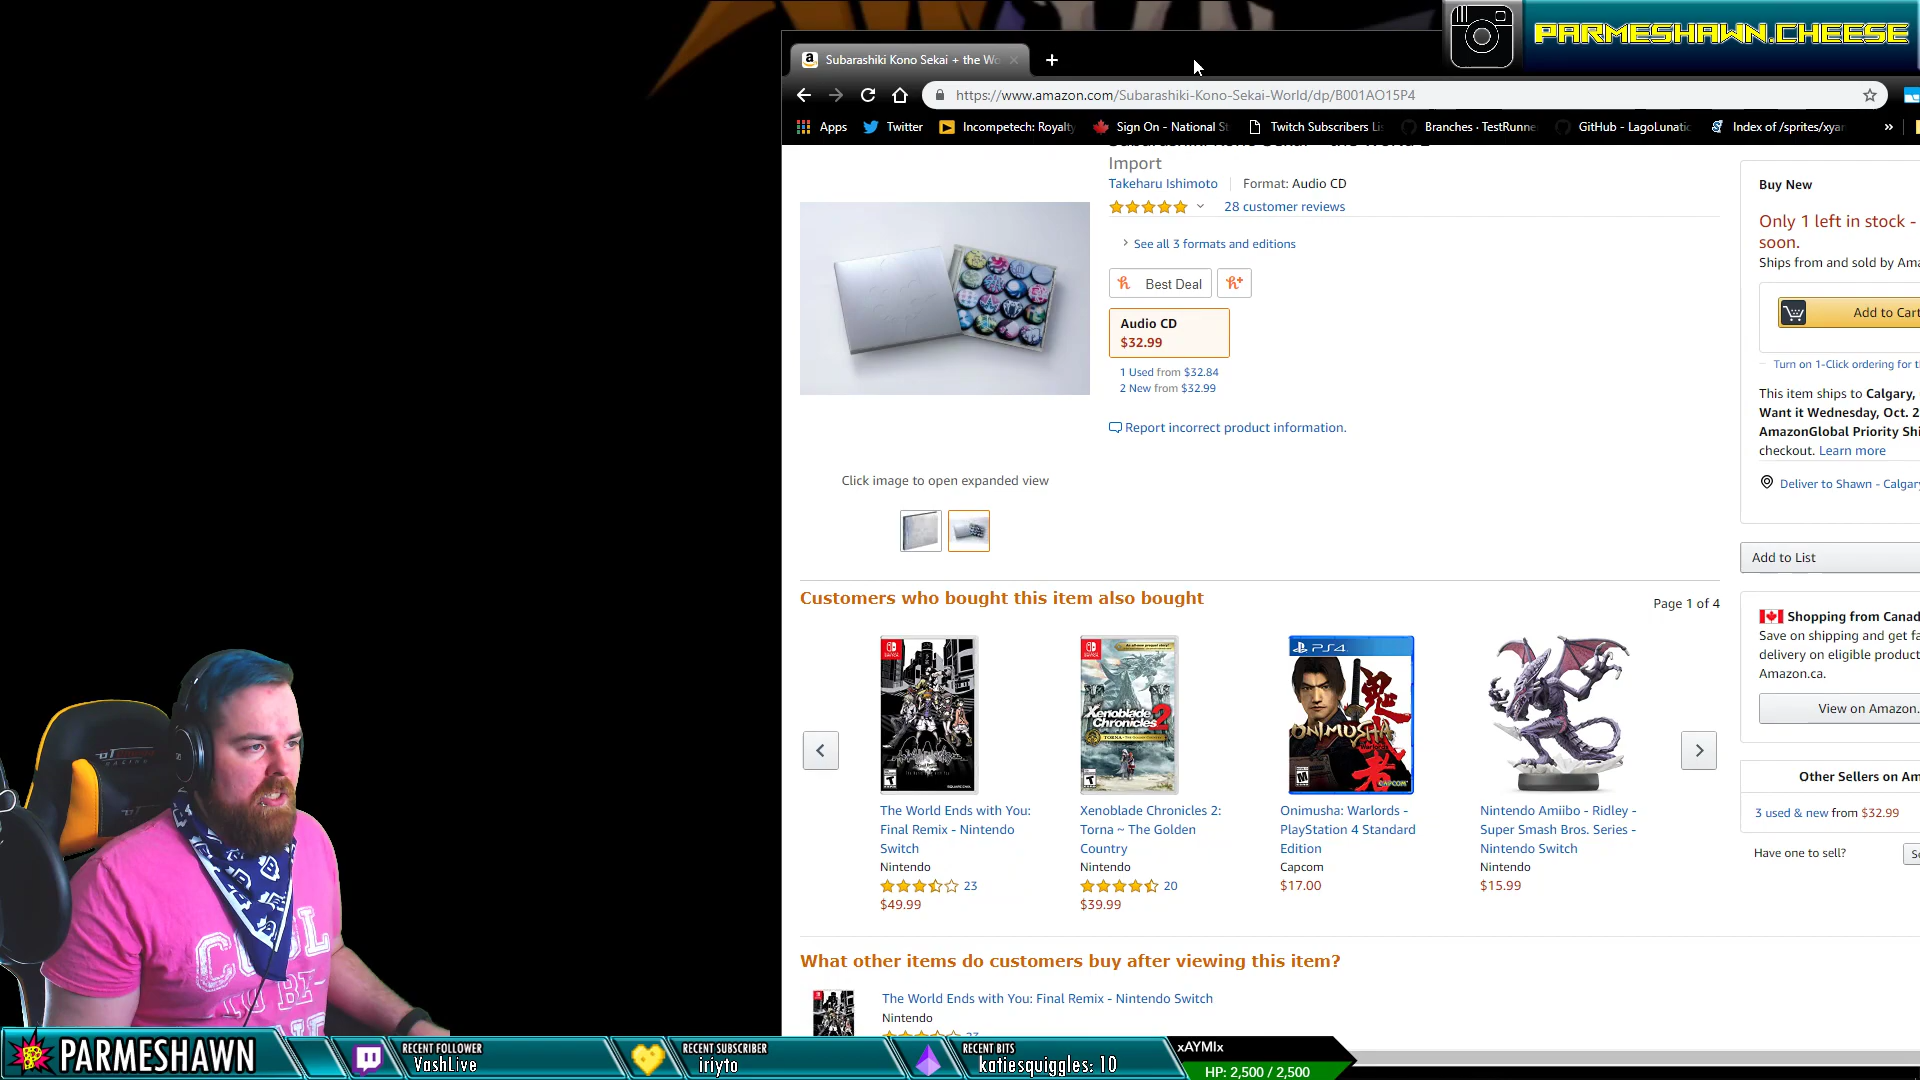 PARMESHAWN.CHEESE
Subarashiki Kono Sekai + the Wo
https://www.amazon.com/Subarashiki-Kono-Sekai-World/dp/B001AO15P4
Apps
Twitter
Incompetech: Royalty
Sign On - National St
Twitch Subscribers Li
Branches · TestRunne
GitHub - LagoLunatic
Index of /sprites/xyan
Import
Takeharu Ishimoto
Format: Audio CD
28 customer reviews
See all 3 formats and editions
Best Deal
Audio CD
$32.99
1 Used from $32.84
2 New from $32.99
Report incorrect product information.
Click image to open expanded view
Buy New
Only 1 left in stock -
soon.
Ships from and sold by Ama
Add to Cart
Turn on 1-Click ordering for t
This item ships to Calgary,
Want it Wednesday, Oct. 2
AmazonGlobal Priority Shi
checkout. Learn more
Deliver to Shawn - Calgary
Add to List
Shopping from Canad
Save on shipping and get fa
delivery on eligible product
Amazon.ca.
View on Amazon.
Other Sellers on Am
3 used & new from $32.99
Have one to sell?
Customers who bought this item also bought
Page 1 of 4
Xenoblade
Chronicles 2
PS4
ONIMUSHA
鬼
武
者
CAPCOM
The World Ends with You:
Final Remix - Nintendo
Switch
Nintendo
23
$49.99
Xenoblade Chronicles 2:
Torna ~ The Golden
Country
Nintendo
20
$39.99
Onimusha: Warlords -
PlayStation 4 Standard
Edition
Capcom
$17.00
Nintendo Amiibo - Ridley -
Super Smash Bros. Series -
Nintendo Switch
Nintendo
$15.99
What other items do customers buy after viewing this item?
The World Ends with You: Final Remix - Nintendo Switch
Nintendo
PARMESHAWN
RECENT FOLLOWER
VashLive
RECENT SUBSCRIBER
iriyto
RECENT BITS
katiesquiggles: 10
xAYMIx
HP: 2,500 / 2,500